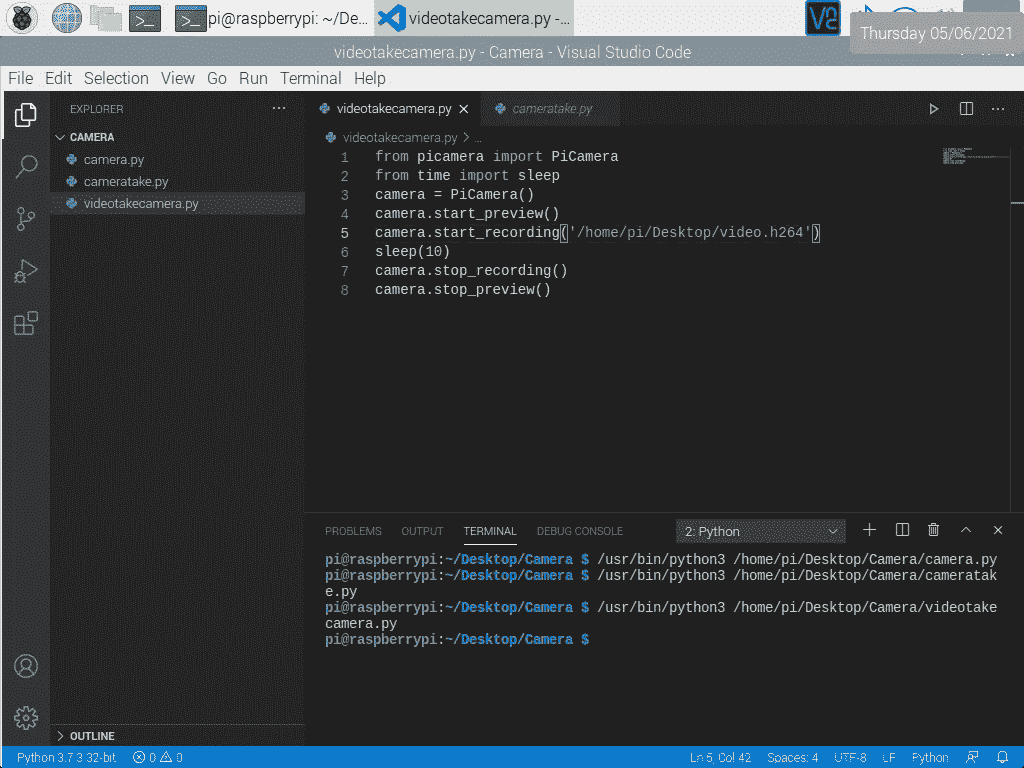 pi@raspberrypi: ~/De...
videotakecamera.py -...
V2
Thursday 05/06/2021
videotakecamera.py - Camera - Visual Studio Code
File Edit Selection View Go Run Terminal Help
EXPLORER
videotakecamera.py
cameratake.py
CAMERA
camera.py
cameratake.py
videotakecamera.py
videotakecamera.py > ...
1 from picamera import PiCamera
2 from time import sleep
3 camera = PiCamera()
4 camera.start_preview()
5 camera.start_recording('/home/pi/Desktop/video.h264')
6 sleep(10)
7 camera.stop_recording()
8 camera.stop_preview()
PROBLEMS OUTPUT TERMINAL DEBUG CONSOLE 2: Python
pi@raspberrypi:~/Desktop/Camera $ /usr/bin/python3 /home/pi/Desktop/Camera/camera.py
pi@raspberrypi:~/Desktop/Camera $ /usr/bin/python3 /home/pi/Desktop/Camera/cameratak
e.py
pi@raspberrypi:~/Desktop/Camera $ /usr/bin/python3 /home/pi/Desktop/Camera/videotake
camera.py
pi@raspberrypi:~/Desktop/Camera $
OUTLINE
Python 3.7.3 32-bit 0 0 Ln 5, Col 42 Spaces: 4 UTF-8 LF Python